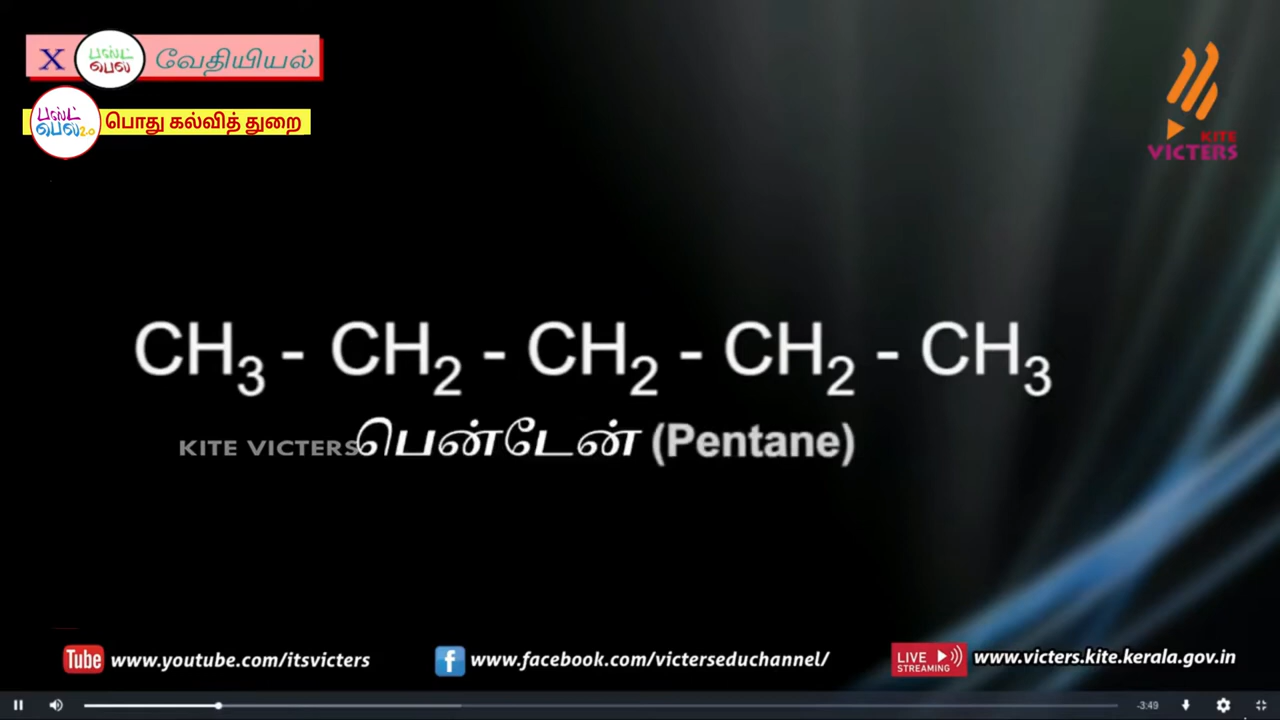 X பஸ்ட் பெல் வேதியியல்
பஸ்ட் பெல் 2.0 பொது கல்வித் துறை
KITE VICTERS
CH₃ - CH₂ - CH₂ - CH₂ - CH₃
KITE VICTERS பென்டேன் (Pentane)
Tube www.youtube.com/itsvicters
f www.facebook.com/victerseduchannel/
LIVE STREAMING www.victers.kite.kerala.gov.in
-3:49